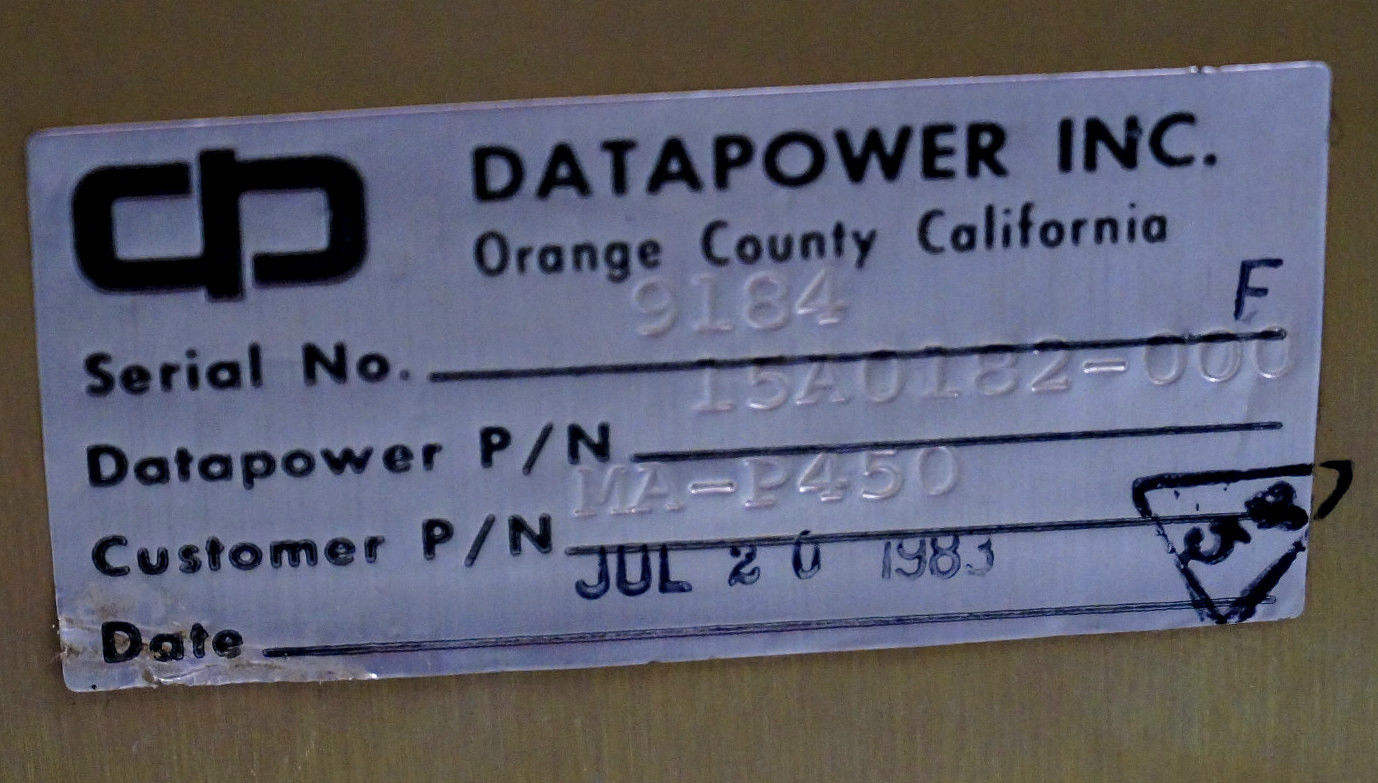 DATAPOWER INC.
Orange County California
Serial No. 9184 F
Datapower P/N 15A0182-000
Customer P/N MA-P450
Date JUL 20 1983